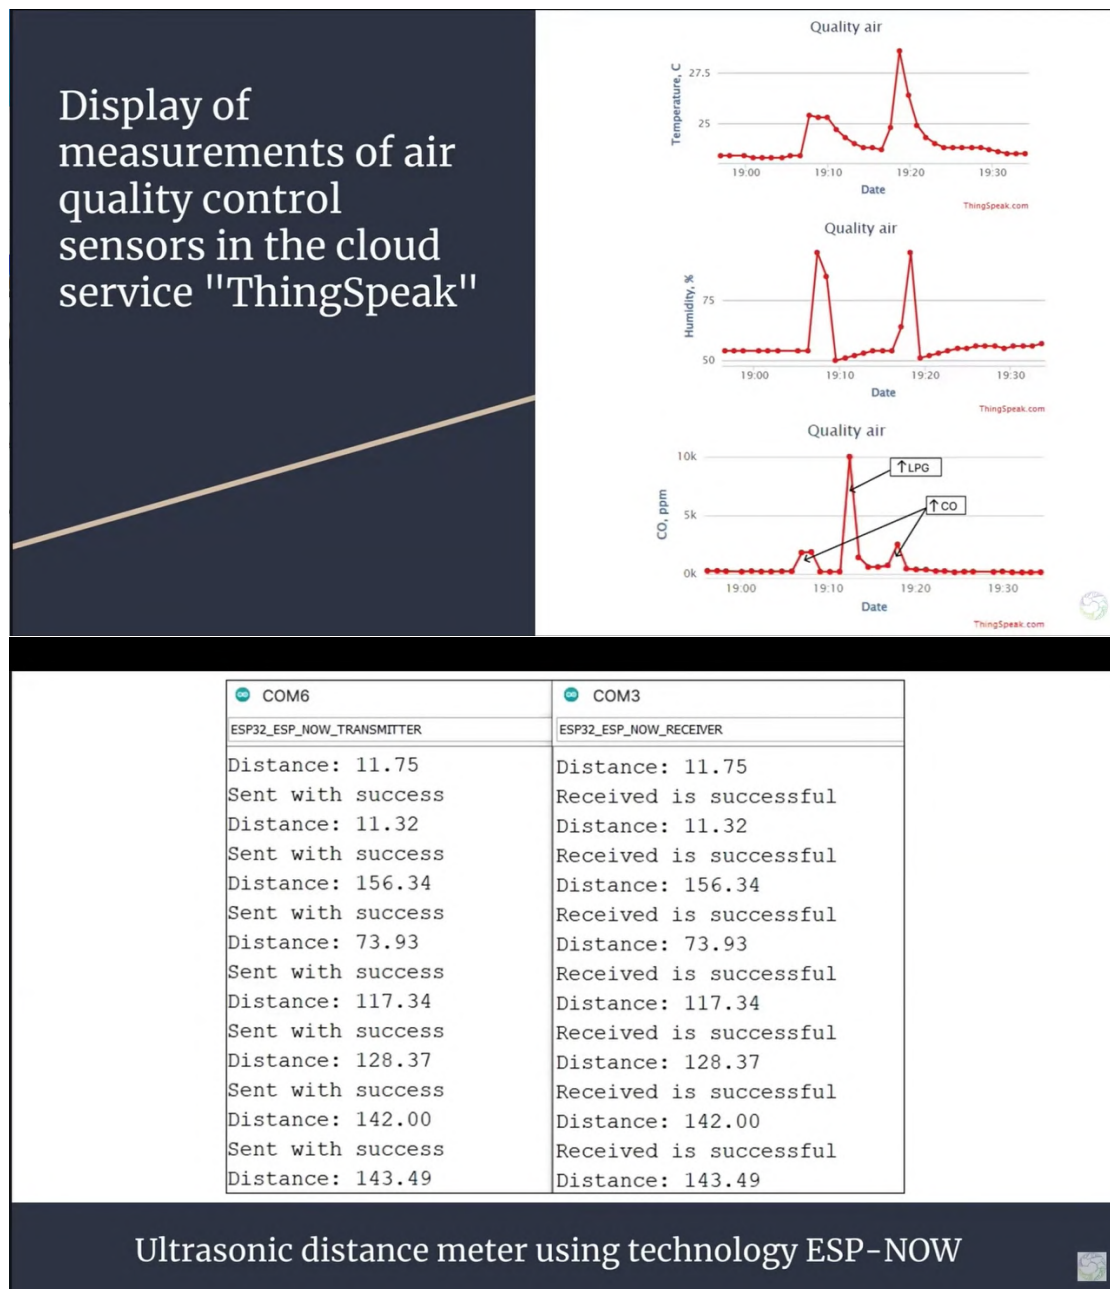 Display of
measurements of air
quality control
sensors in the cloud
service "ThingSpeak"
Quality air
Temperature, C
27.5
25
19:00 19:10 19:20 19:30
Date
ThingSpeak.com
Quality air
Humidity, %
75
50
19:00 19:10 19:20 19:30
Date
ThingSpeak.com
Quality air
CO, ppm
10k
5k
0k
↑LPG
↑CO
19:00 19:10 19:20 19:30
Date
ThingSpeak.com
COM6
ESP32_ESP_NOW_TRANSMITTER
Distance: 11.75
Sent with success
Distance: 11.32
Sent with success
Distance: 156.34
Sent with success
Distance: 73.93
Sent with success
Distance: 117.34
Sent with success
Distance: 128.37
Sent with success
Distance: 142.00
Sent with success
Distance: 143.49
COM3
ESP32_ESP_NOW_RECEIVER
Distance: 11.75
Received is successful
Distance: 11.32
Received is successful
Distance: 156.34
Received is successful
Distance: 73.93
Received is successful
Distance: 117.34
Received is successful
Distance: 128.37
Received is successful
Distance: 142.00
Received is successful
Distance: 143.49
Ultrasonic distance meter using technology ESP-NOW